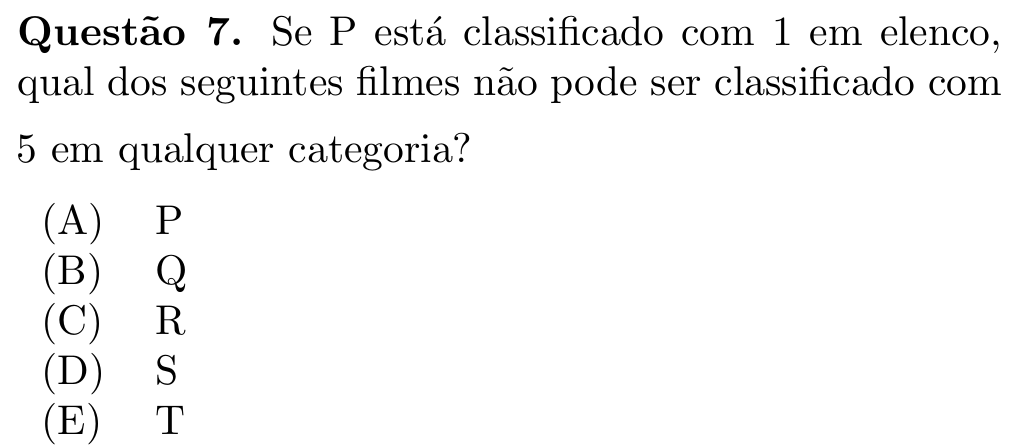 Questão 7. Se P está classificado com 1 em elenco,
qual dos seguintes filmes não pode ser classificado com
5 em qualquer categoria?
(A) P
(B) Q
(C) R
(D) S
(E) T